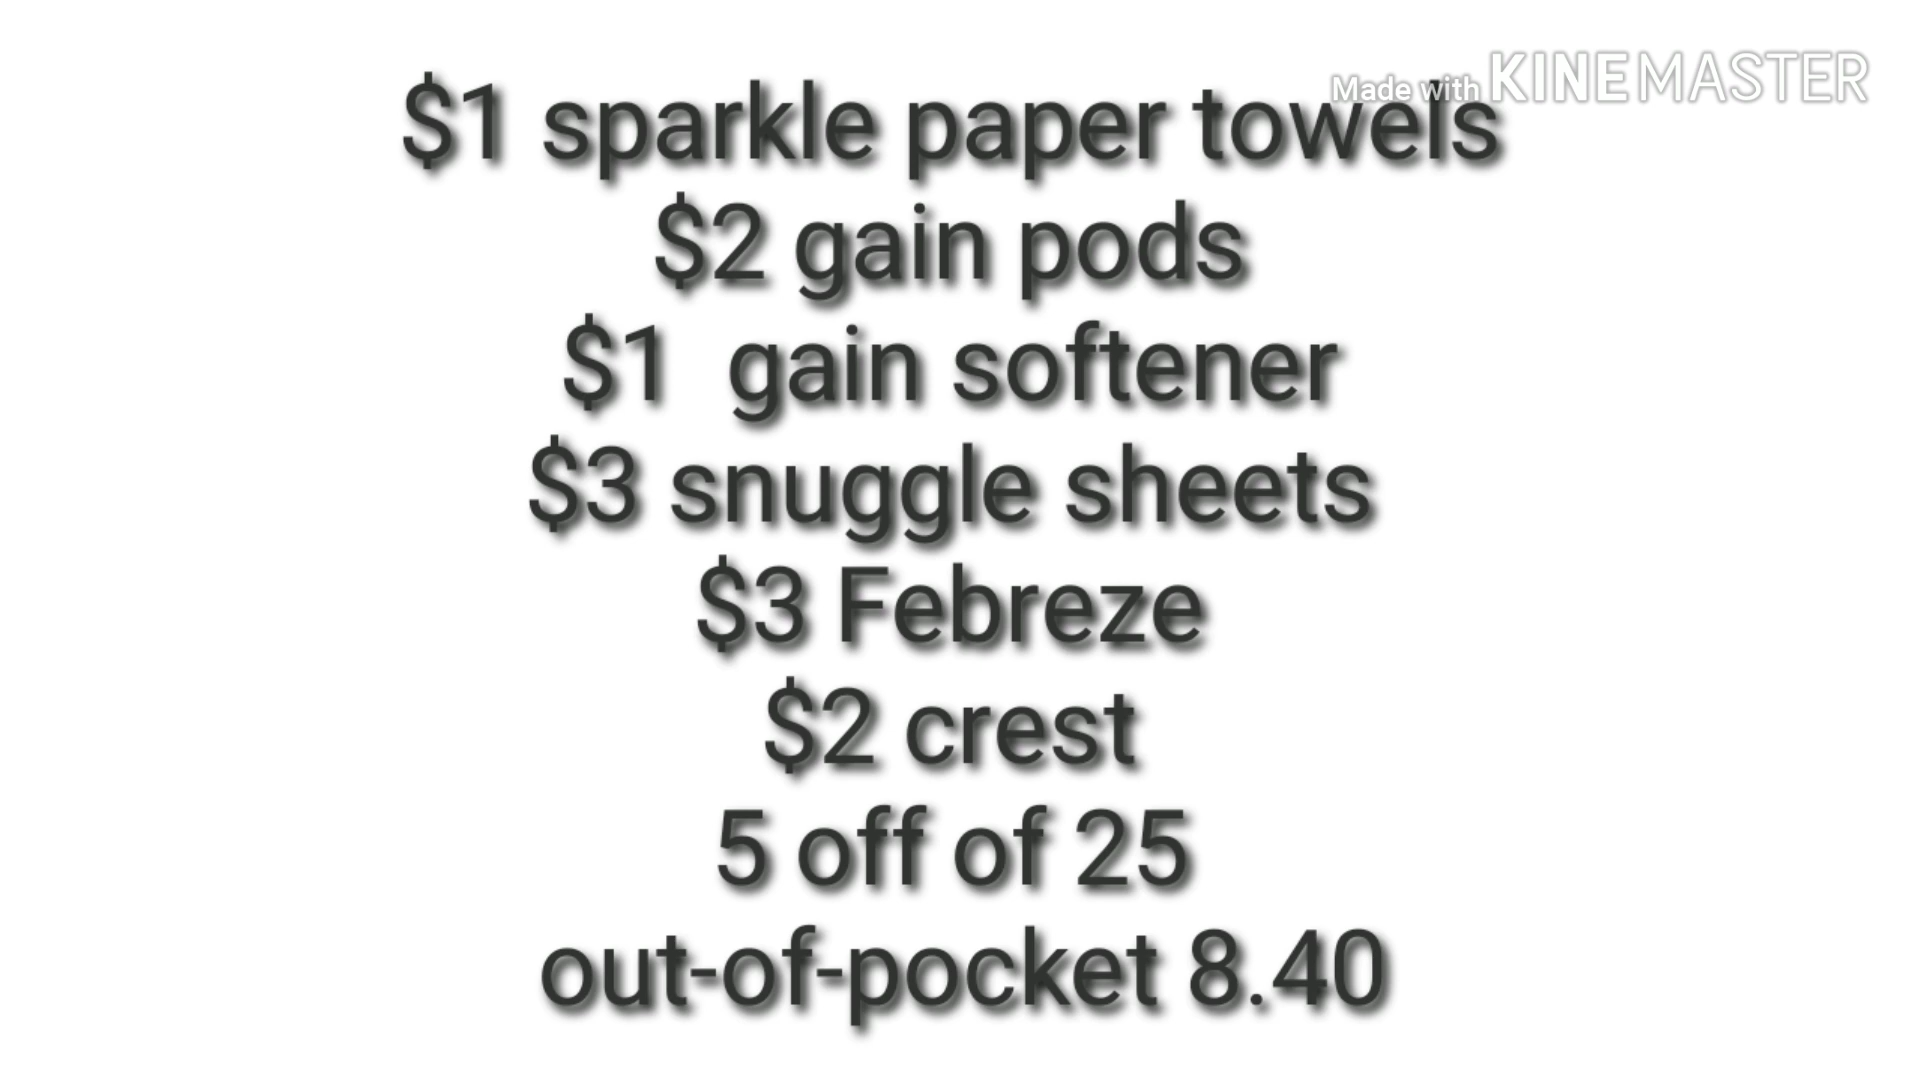 Made with KINEMASTER
$1 sparkle paper towels
$2 gain pods
$1  gain softener
$3 snuggle sheets
$3 Febreze
$2 crest
5 off of 25
out-of-pocket 8.40